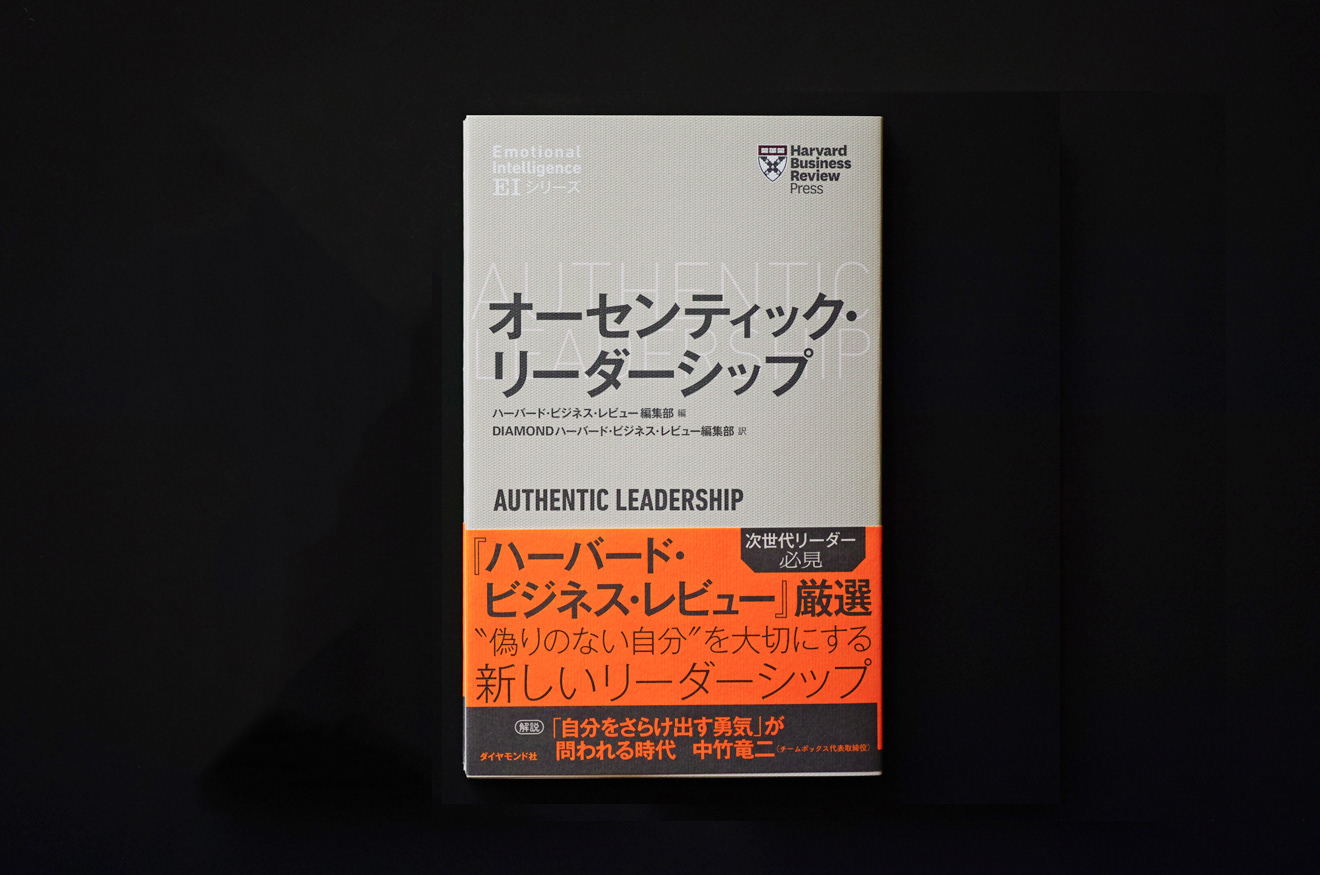 Emotional
Intelligence
EIシリーズ
Harvard
Business
Review
Press
AUTHENTIC
LEADERSHIP
オーセンティック・
リーダーシップ
ハーバード・ビジネス・レビュー編集部 編
DIAMONDハーバード・ビジネス・レビュー編集部 訳
AUTHENTIC LEADERSHIP
次世代リーダー
必見
『ハーバード・
ビジネス・レビュー』厳選
〝偽りのない自分〟を大切にする
新しいリーダーシップ
解説 「自分をさらけ出す勇気」が
問われる時代 中竹竜二(チームボックス代表取締役)
ダイヤモンド社